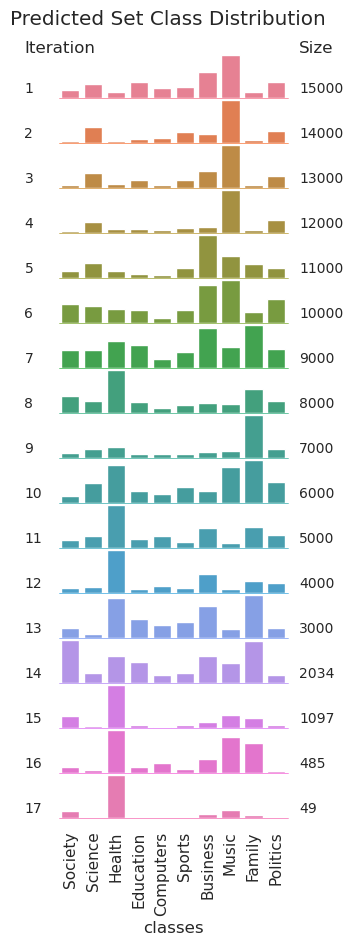 Predicted Set Class Distribution
Iteration Size
1 15000
2 14000
3 13000
4 12000
5 11000
6 10000
7 9000
8 8000
9 7000
10 6000
11 5000
12 4000
13 3000
14 2034
15 1097
16 485
17 49
Society
Science
Health
Education
Computers
Sports
Business
Music
Family
Politics
classes